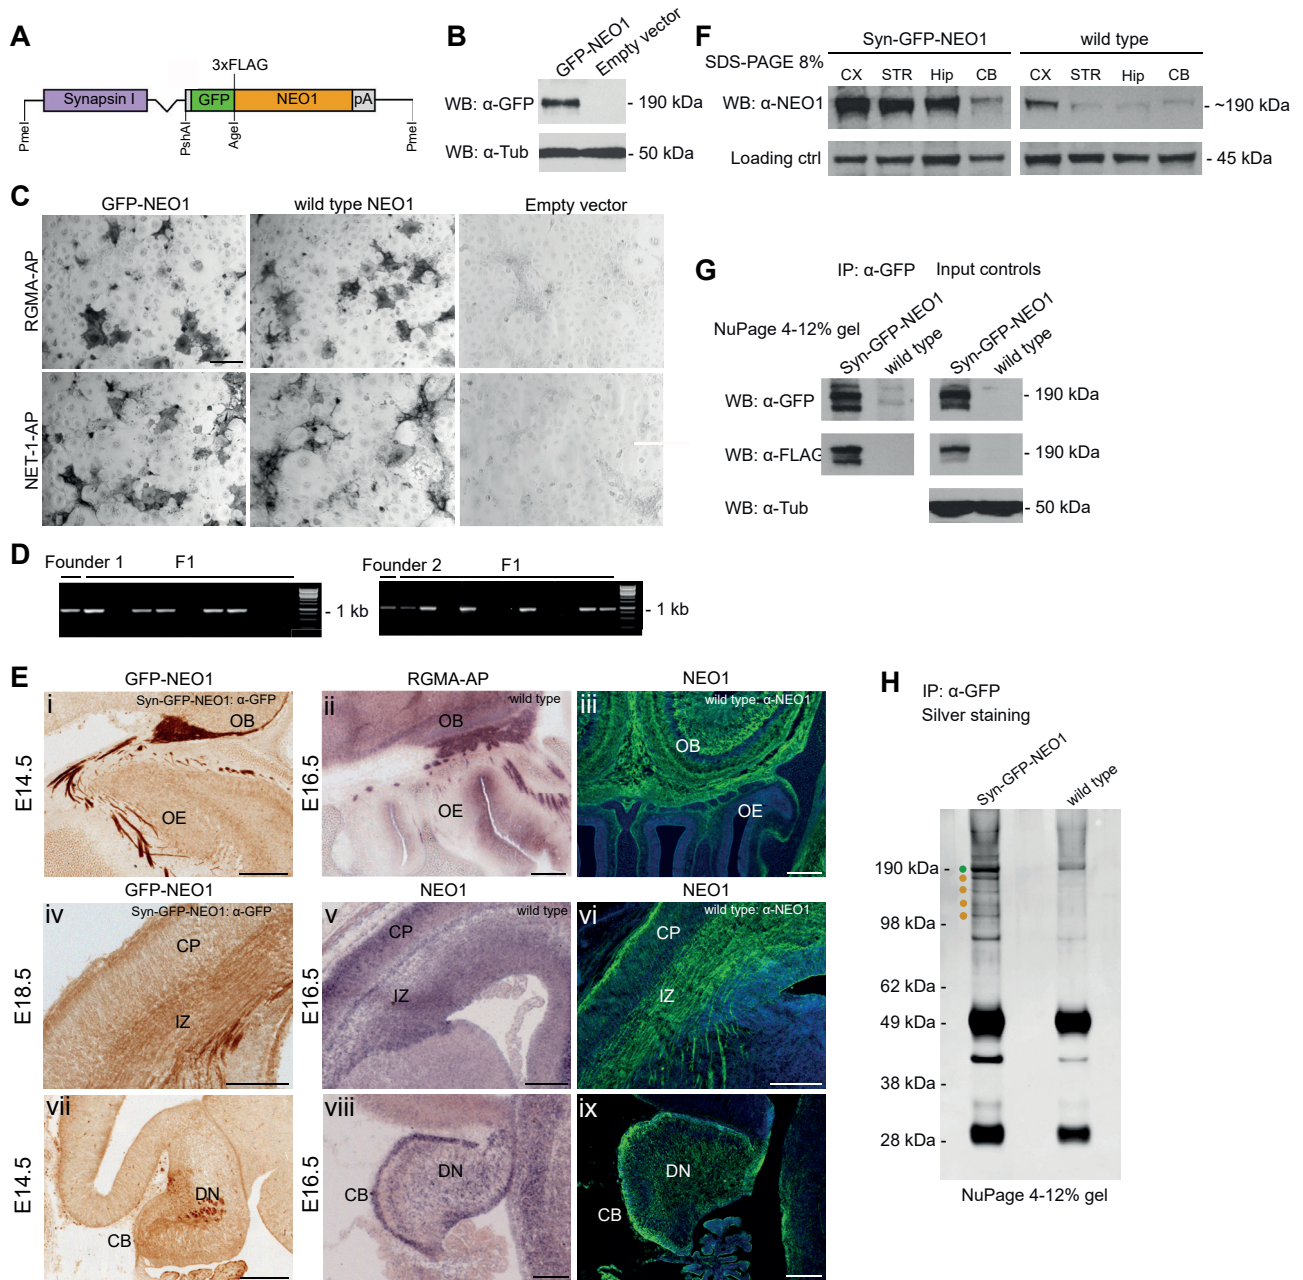 A
3xFLAG
Synapsin I
GFP
NEO1
pA
PmeI
PshAI
AgeI
PmeI
B
GFP-NEO1
Empty vector
WB: α-GFP
- 190 kDa
WB: α-Tub
- 50 kDa
F
Syn-GFP-NEO1
wild type
SDS-PAGE 8%
CX STR Hip CB
CX STR Hip CB
WB: α-NEO1
- ~190 kDa
Loading ctrl
- 45 kDa
C
GFP-NEO1
wild type NEO1
Empty vector
RGMA-AP
NET-1-AP
G
IP: α-GFP
Input controls
NuPage 4-12% gel
Syn-GFP-NEO1
wild type
Syn-GFP-NEO1
wild type
WB: α-GFP
- 190 kDa
WB: α-FLAG
- 190 kDa
WB: α-Tub
- 50 kDa
D
Founder 1
F1
- 1 kb
Founder 2
F1
- 1 kb
E
GFP-NEO1
RGMA-AP
NEO1
E14.5
i
Syn-GFP-NEO1: α-GFP
OB
OE
E16.5
ii
wild type
OB
OE
iii
wild type: α-NEO1
OB
OE
GFP-NEO1
NEO1
NEO1
E18.5
iv
Syn-GFP-NEO1: α-GFP
CP
IZ
E16.5
v
wild type
CP
IZ
vi
wild type: α-NEO1
CP
IZ
E14.5
vii
DN
CB
E16.5
viii
DN
CB
ix
DN
CB
H
IP: α-GFP
Silver staining
Syn-GFP-NEO1
wild type
190 kDa -
98 kDa -
62 kDa -
49 kDa -
38 kDa -
28 kDa -
NuPage 4-12% gel